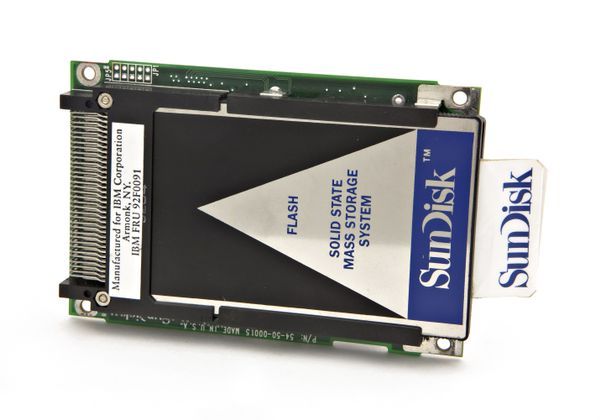 JP1
Manufactured for IBM Corporation
Armonk, N.Y.
IBM FRU 92F0091
FLASH
SOLID STATE
MASS STORAGE
SYSTEM
SunDisk
TM
SunDisk
P/N: 54-50-00015 MADE IN U.S.A.